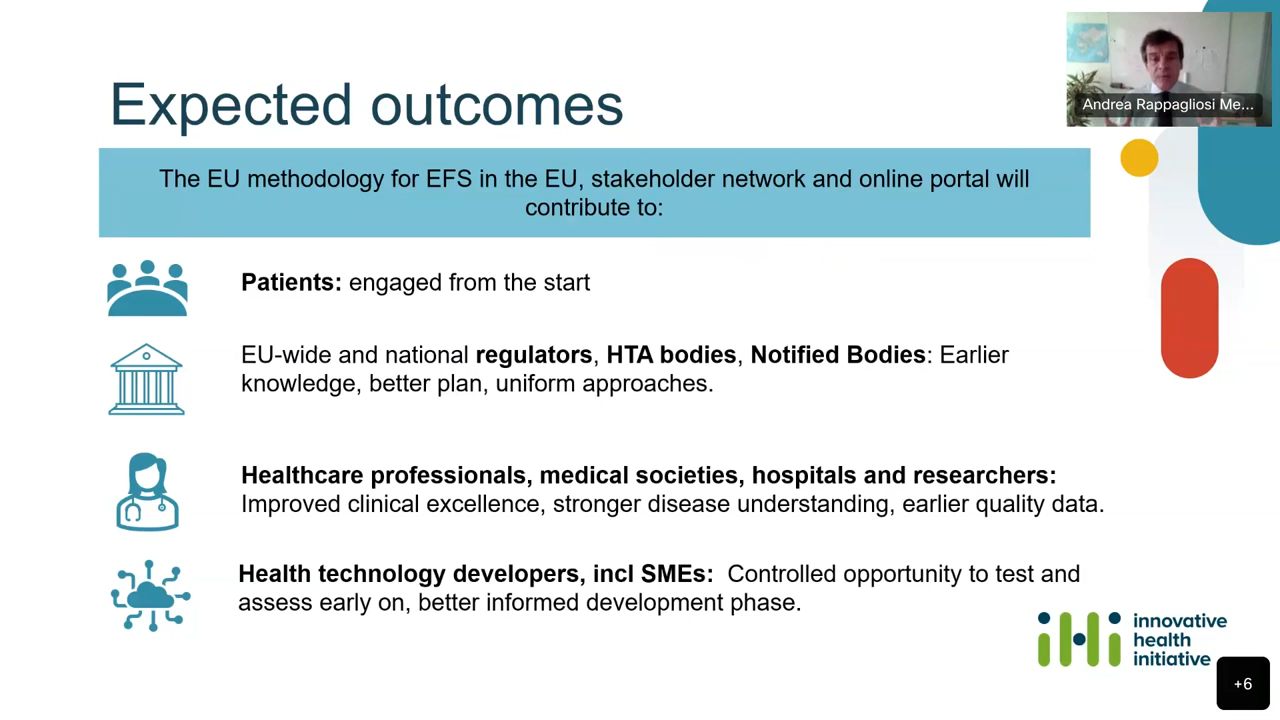 Expected outcomes
Andrea Rappagliosi Me...
The EU methodology for EFS in the EU, stakeholder network and online portal will
contribute to:
Patients: engaged from the start
EU-wide and national regulators, HTA bodies, Notified Bodies: Earlier
knowledge, better plan, uniform approaches.
Healthcare professionals, medical societies, hospitals and researchers:
Improved clinical excellence, stronger disease understanding, earlier quality data.
Health technology developers, incl SMEs: Controlled opportunity to test and
assess early on, better informed development phase.
iHi
innovative
health
initiative
+6